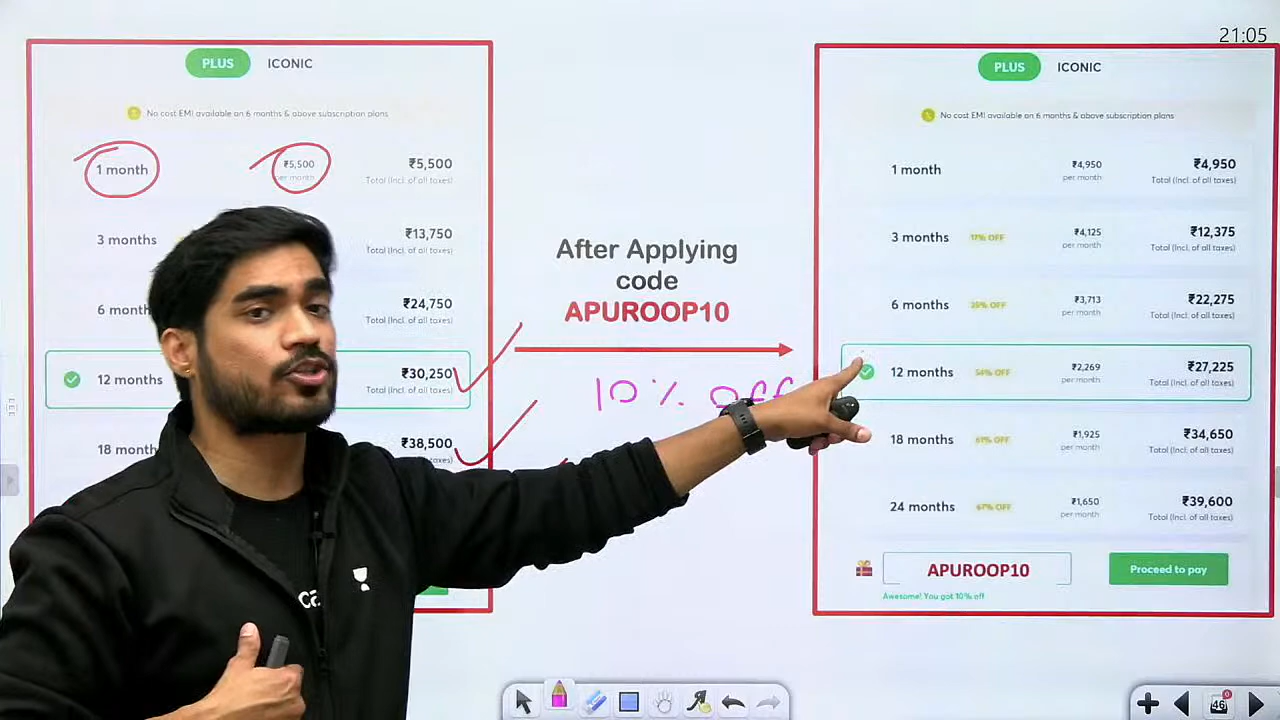 21:05
PLUS ICONIC
No cost EMI available on 6 months & above subscription plans
1 month ₹5,500 ₹5,500
per month Total (Incl. of all taxes)
3 months ₹13,750
Total (Incl. of all taxes)
6 ₹24,750
Total (Incl. of all taxes)
12 months ₹30,250
Total (Incl. of all taxes)
18 ₹38,500
taxes)
After Applying
code
APUROOP10
10% Off
PLUS ICONIC
No cost EMI available on 6 months & above subscription plans
1 month ₹4,950 ₹4,950
per month Total (Incl. of all taxes)
3 months 17% OFF ₹4,125 ₹12,375
per month Total (Incl. of all taxes)
6 months 25% OFF ₹3,713 ₹22,275
per month Total (Incl. of all taxes)
12 months 54% OFF ₹2,269 ₹27,225
per month Total (Incl. of all taxes)
18 months 61% OFF ₹1,925 ₹34,650
per month Total (Incl. of all taxes)
24 months 67% OFF ₹1,650 ₹39,600
per month Total (Incl. of all taxes)
APUROOP10 Proceed to pay
Awesome! You got 10% off
ca
46